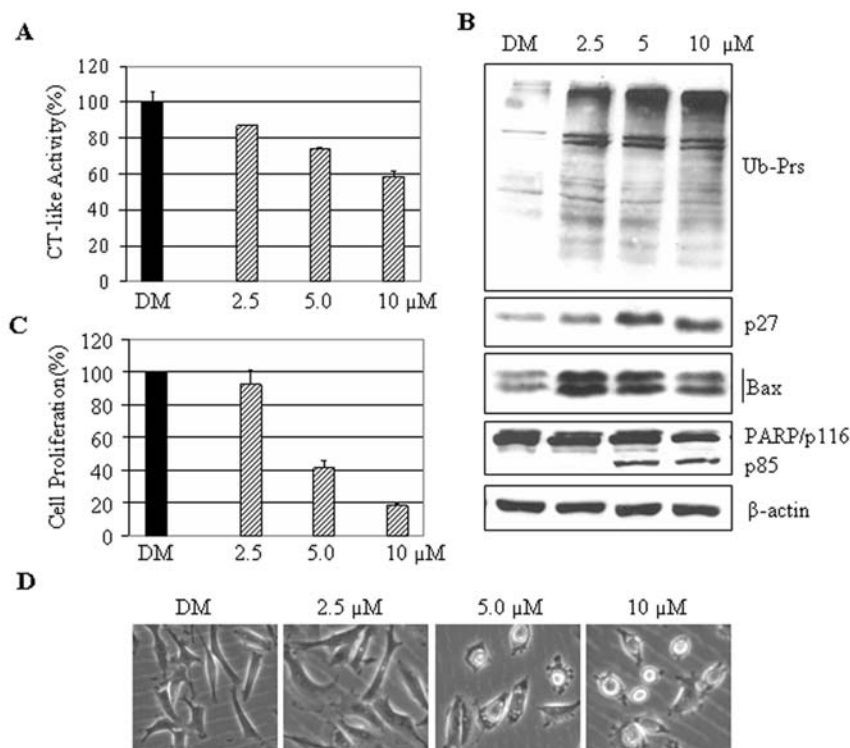 A
CT-like Activity(%)
120
100
80
60
40
20
0
DM 2.5 5.0 10 μM
B
DM 2.5 5 10 μM
Ub-Prs
p27
Bax
PARP/p116
p85
β-actin
C
Cell Proliferation(%)
120
100
80
60
40
20
0
DM 2.5 5.0 10 μM
D
DM 2.5 μM 5.0 μM 10 μM